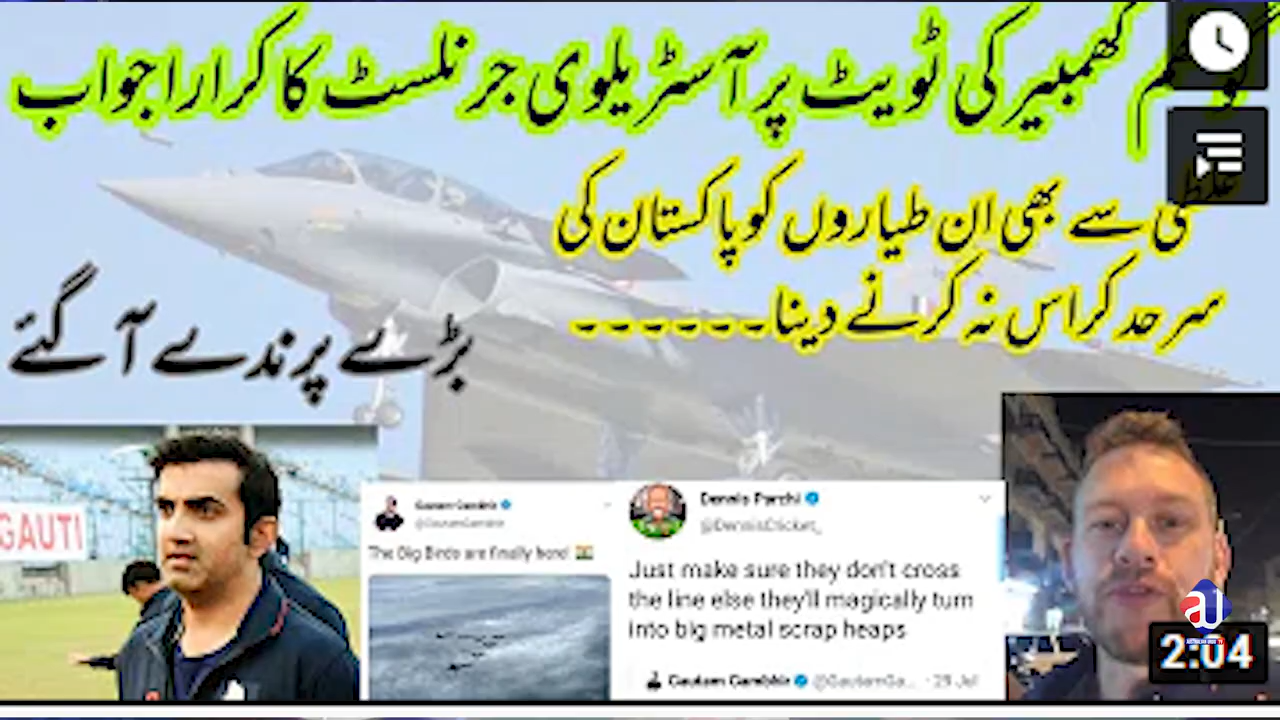 گھمبیر کی ٹویٹ پر آسٹریلوی جرنلسٹ کا کرارا جواب
سے بھی ان طیاروں کو پاکستان کی
سرحد کراس نہ کرنے دینا۔۔۔۔۔۔
بڑے پرندے آ گئے
GAUTI
Gautam Gambhir
@GautamGambhir
The Big Birds are finally here!
Dennis Parchi
@DennisCricket_
Just make sure they don't cross
the line else they'll magically turn
into big metal scrap heaps
Gautam Gambhir @GautamGa... · 29 Jul
2:04